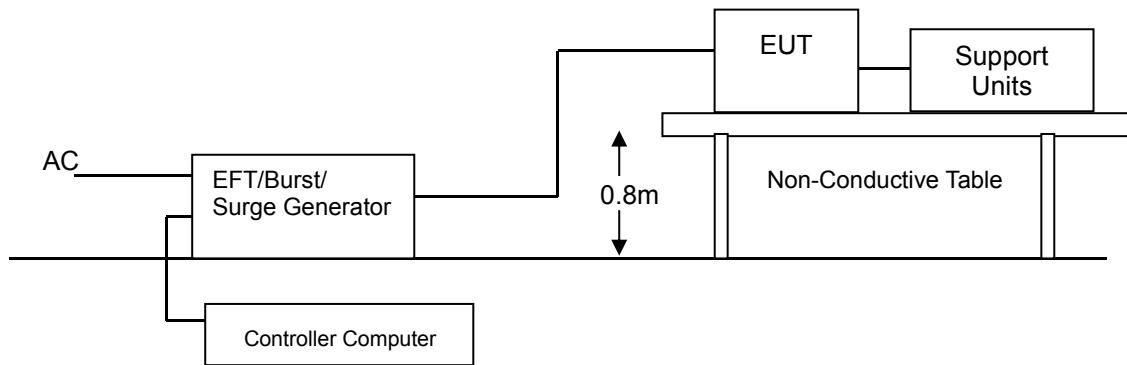 EUT
Support
Units
AC
EFT/Burst/
Surge Generator
0.8m
Non-Conductive Table
Controller Computer